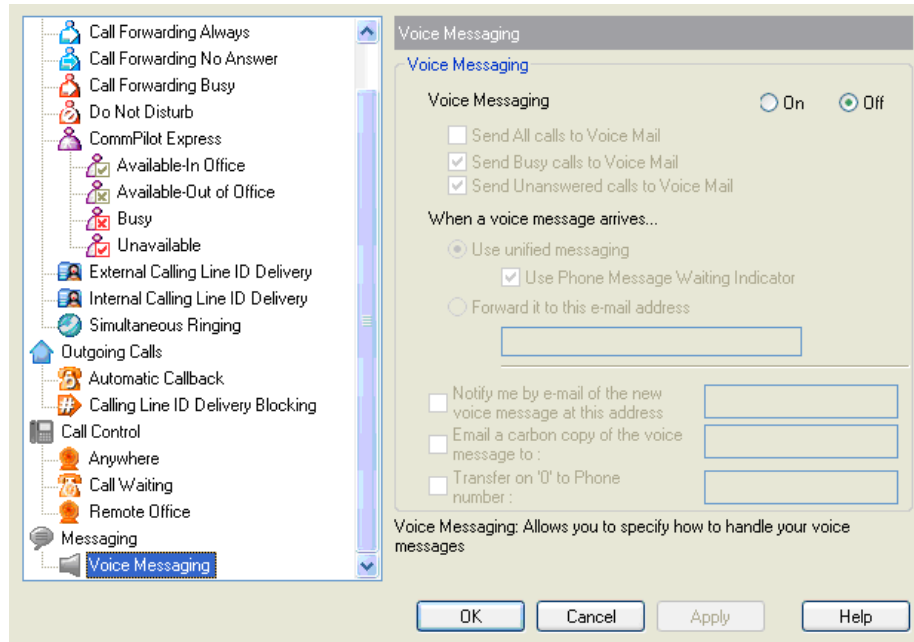 Call Forwarding Always
Call Forwarding No Answer
Call Forwarding Busy
Do Not Disturb
CommPilot Express
Available-In Office
Available-Out of Office
Busy
Unavailable
External Calling Line ID Delivery
Internal Calling Line ID Delivery
Simultaneous Ringing
Outgoing Calls
Automatic Callback
Calling Line ID Delivery Blocking
Call Control
Anywhere
Call Waiting
Remote Office
Messaging
Voice Messaging
Voice Messaging
Voice Messaging
Voice Messaging On Off
Send All calls to Voice Mail
Send Busy calls to Voice Mail
Send Unanswered calls to Voice Mail
When a voice message arrives...
Use unified messaging
Use Phone Message Waiting Indicator
Forward it to this e-mail address
Notify me by e-mail of the new
voice message at this address
Email a carbon copy of the voice
message to :
Transfer on '0' to Phone
number :
Voice Messaging: Allows you to specify how to handle your voice
messages
OK Cancel Apply Help